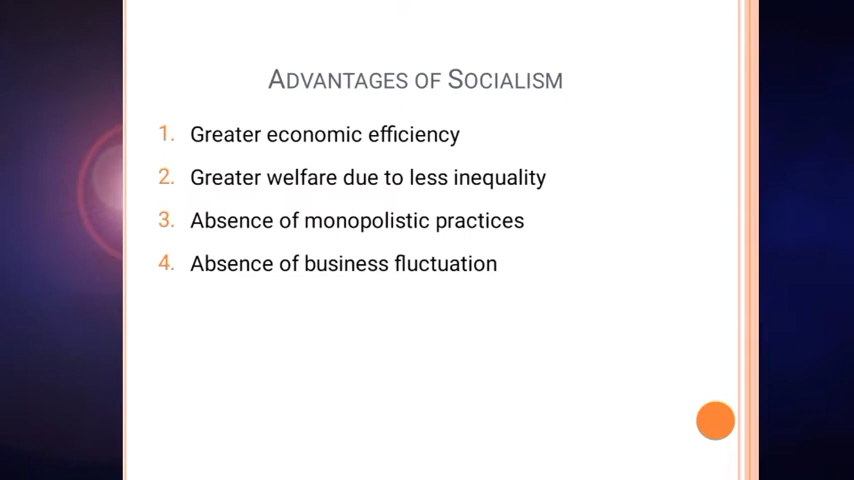 ADVANTAGES OF SOCIALISM
1. Greater economic efficiency
2. Greater welfare due to less inequality
3. Absence of monopolistic practices
4. Absence of business fluctuation